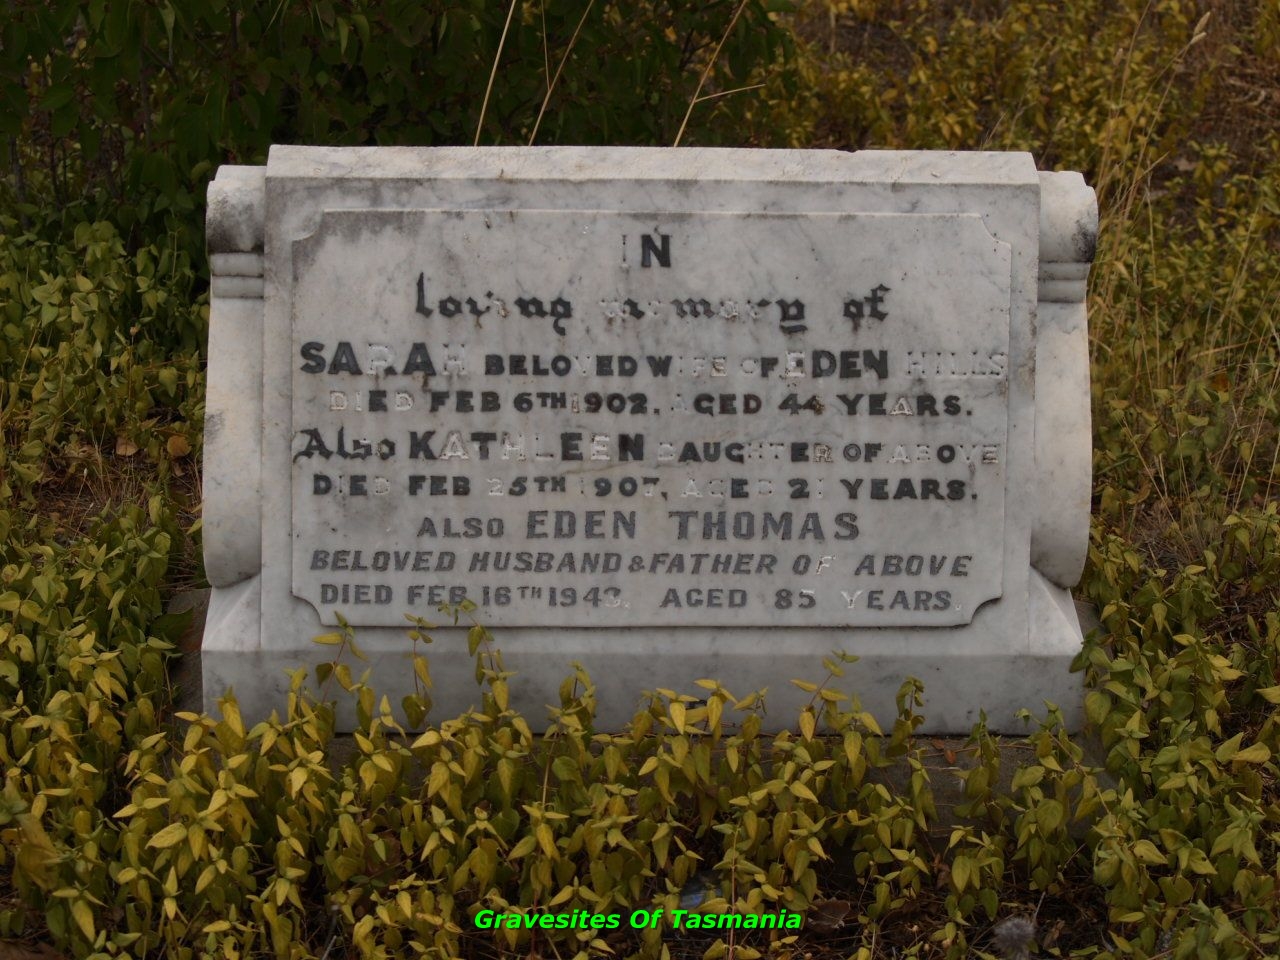 IN
Loving memory of
SARAH BELOVED WIFE OF EDEN HILLS
DIED FEB 6TH 1902. AGED 44 YEARS.
Also KATHLEEN DAUGHTER OF ABOVE
DIED FEB 25TH 1907, AGED 21 YEARS.
ALSO EDEN THOMAS
BELOVED HUSBAND & FATHER OF ABOVE
DIED FEB 16TH AGED 85 YEARS.
Gravesites Of Tasmania